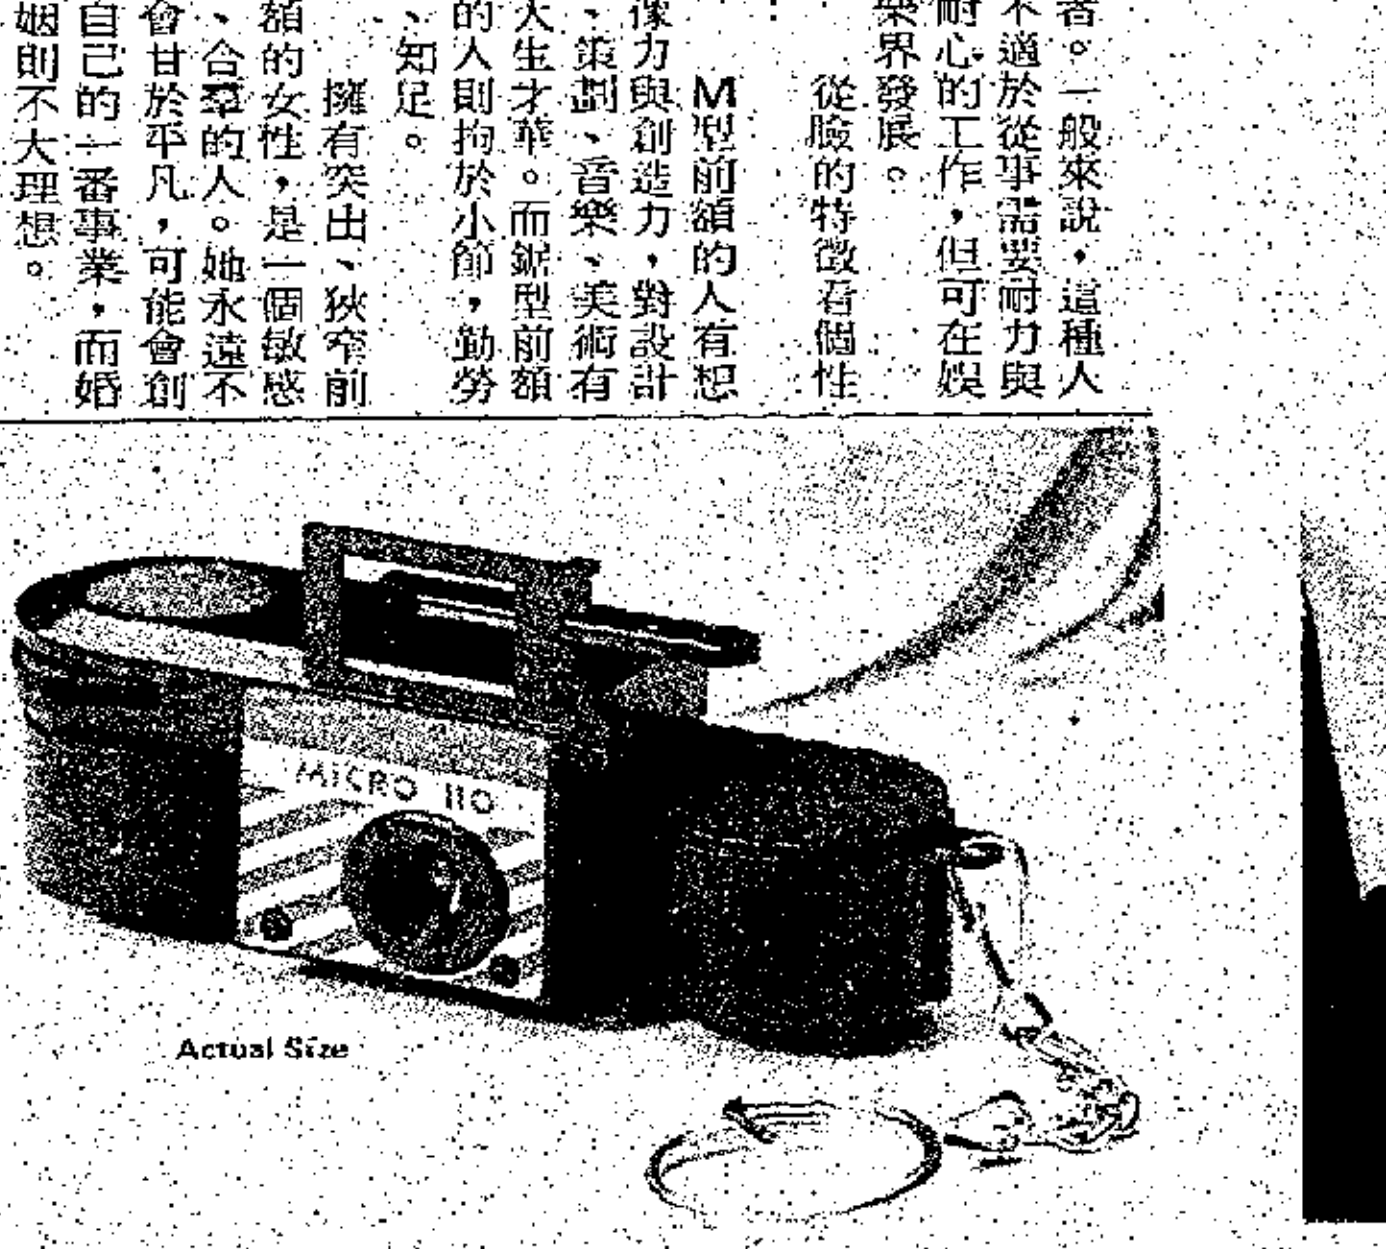 者。一般來說，這種人
不適於從事需要耐力與
耐心的工作，但可在娛
樂界發展。
從臉的特徵看個性
：
M型前額的人有想
像力與創造力，對設計
、策劃、音樂、美術有
天生才華。而鋸型前額
的人則拘於小節，勤勞
、知足。
擁有突出、狹窄前
額的女性，是一個敏感
、合羣的人。她永遠不
會甘於平凡，可能會創
自己的一番事業，而婚
姻則不大理想。
MICRO 110
Actual Size